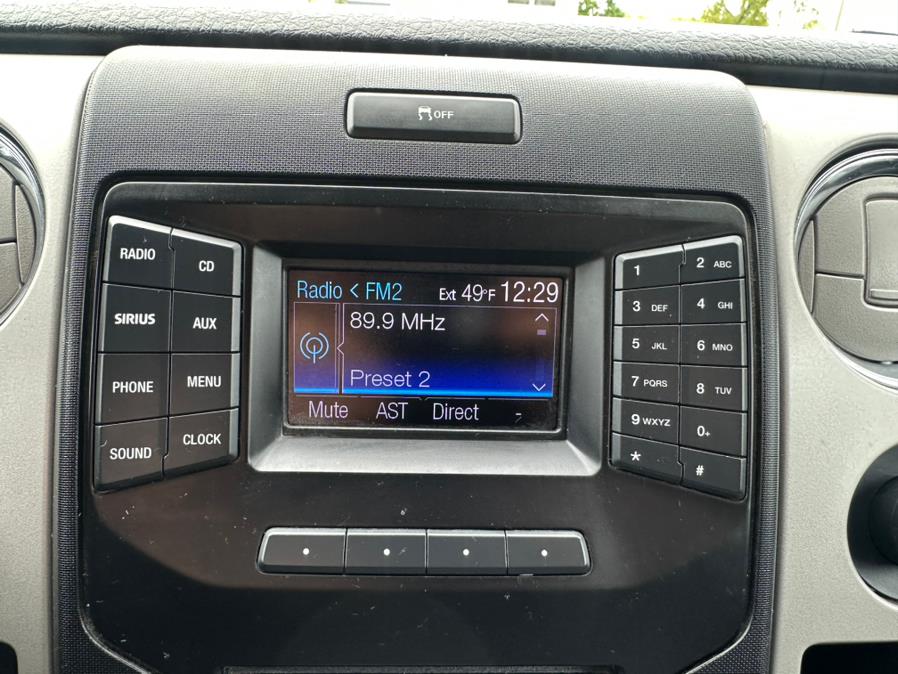 OFF
RADIO
CD
SIRIUS
AUX
PHONE
MENU
SOUND
CLOCK
Radio < FM2 Ext 49°F 12:29
89.9 MHz
Preset 2
Mute AST Direct -
1
2 ABC
3 DEF
4 GHI
5 JKL
6 MNO
7 PQRS
8 TUV
9 WXYZ
0+
*
#